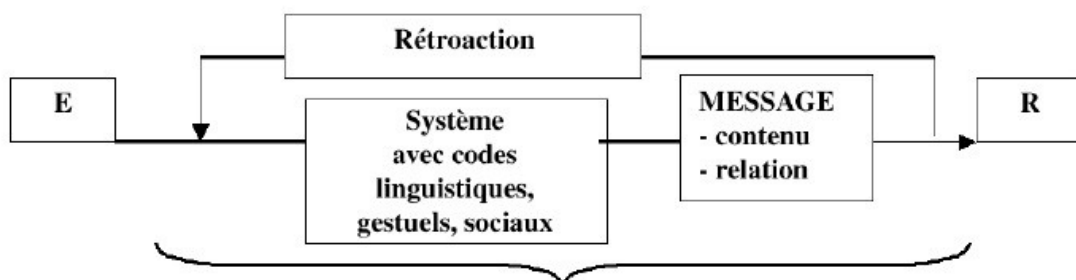 Rétroaction
E
Système
avec codes
linguistiques,
gestuels, sociaux
MESSAGE
- contenu
- relation
R